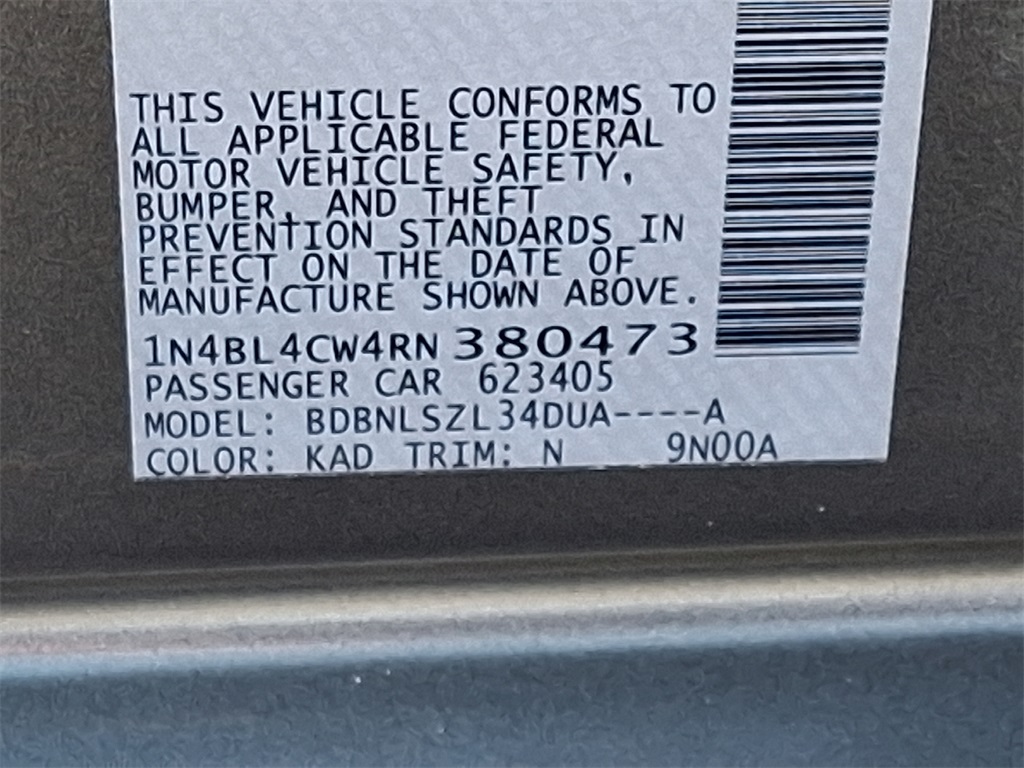 THIS VEHICLE CONFORMS TO
ALL APPLICABLE FEDERAL
MOTOR VEHICLE SAFETY,
BUMPER, AND THEFT
PREVENTION STANDARDS IN
EFFECT ON THE DATE OF
MANUFACTURE SHOWN ABOVE.
1N4BL4CW4RN380473
PASSENGER CAR 623405
MODEL: BDBNLSZL34DUA----A
COLOR: KAD TRIM: N 9N00A